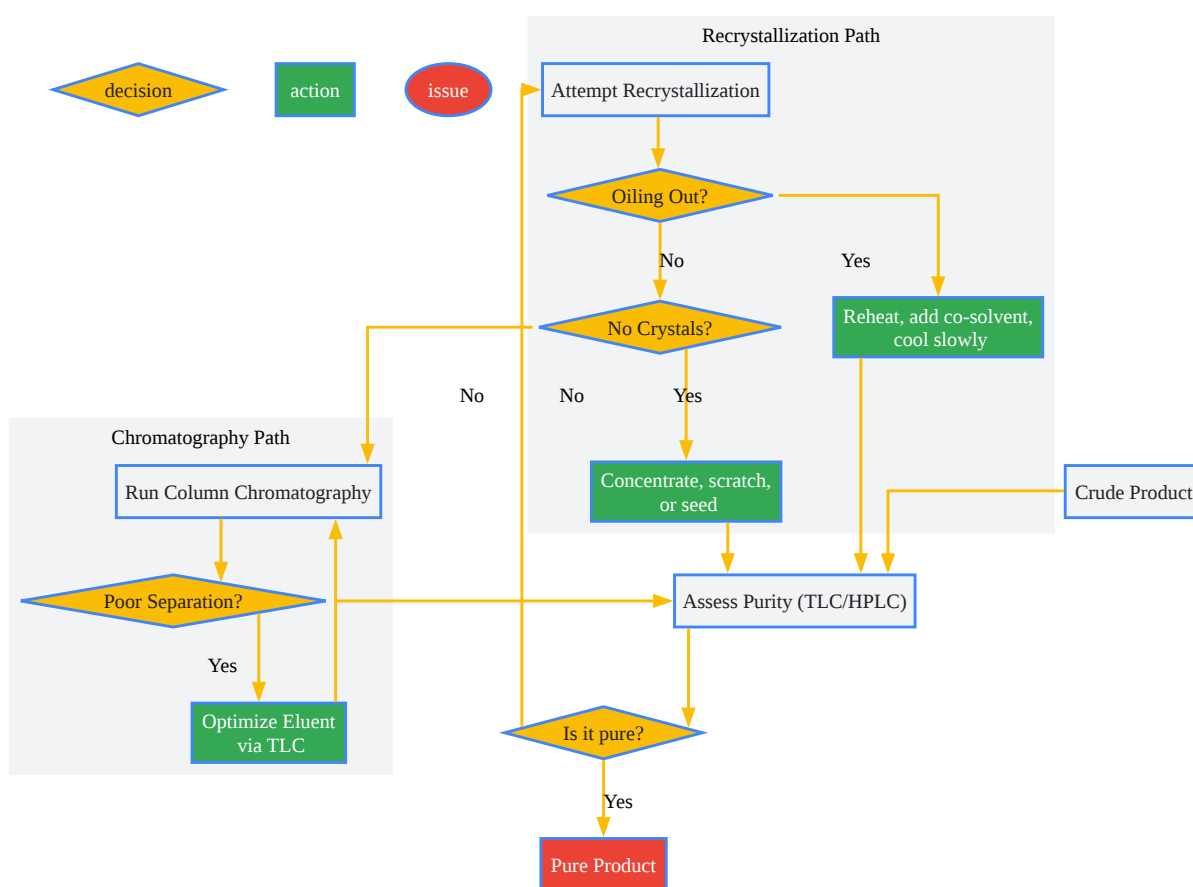 Recrystallization Path
decision
action
issue
Attempt Recrystallization
Oiling Out?
No
Yes
Reheat, add co-solvent,
cool slowly
No Crystals?
No
No
Yes
Chromatography Path
Run Column Chromatography
Concentrate, scratch,
or seed
Crude Product
Poor Separation?
Assess Purity (TLC/HPLC)
Yes
Optimize Eluent
via TLC
Is it pure?
Yes
Pure Product